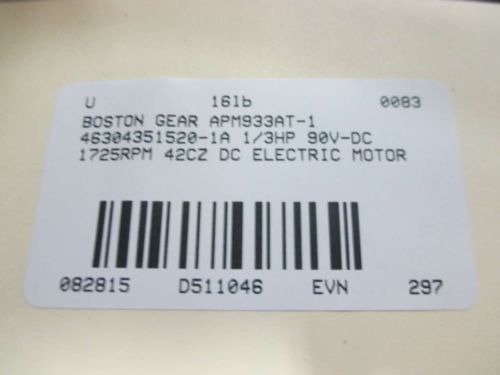 U 16lb 0083
BOSTON GEAR APM933AT-1
46304351520-1A 1/3HP 90V-DC
1725RPM 42CZ DC ELECTRIC MOTOR
082815 D511046 EVN 297